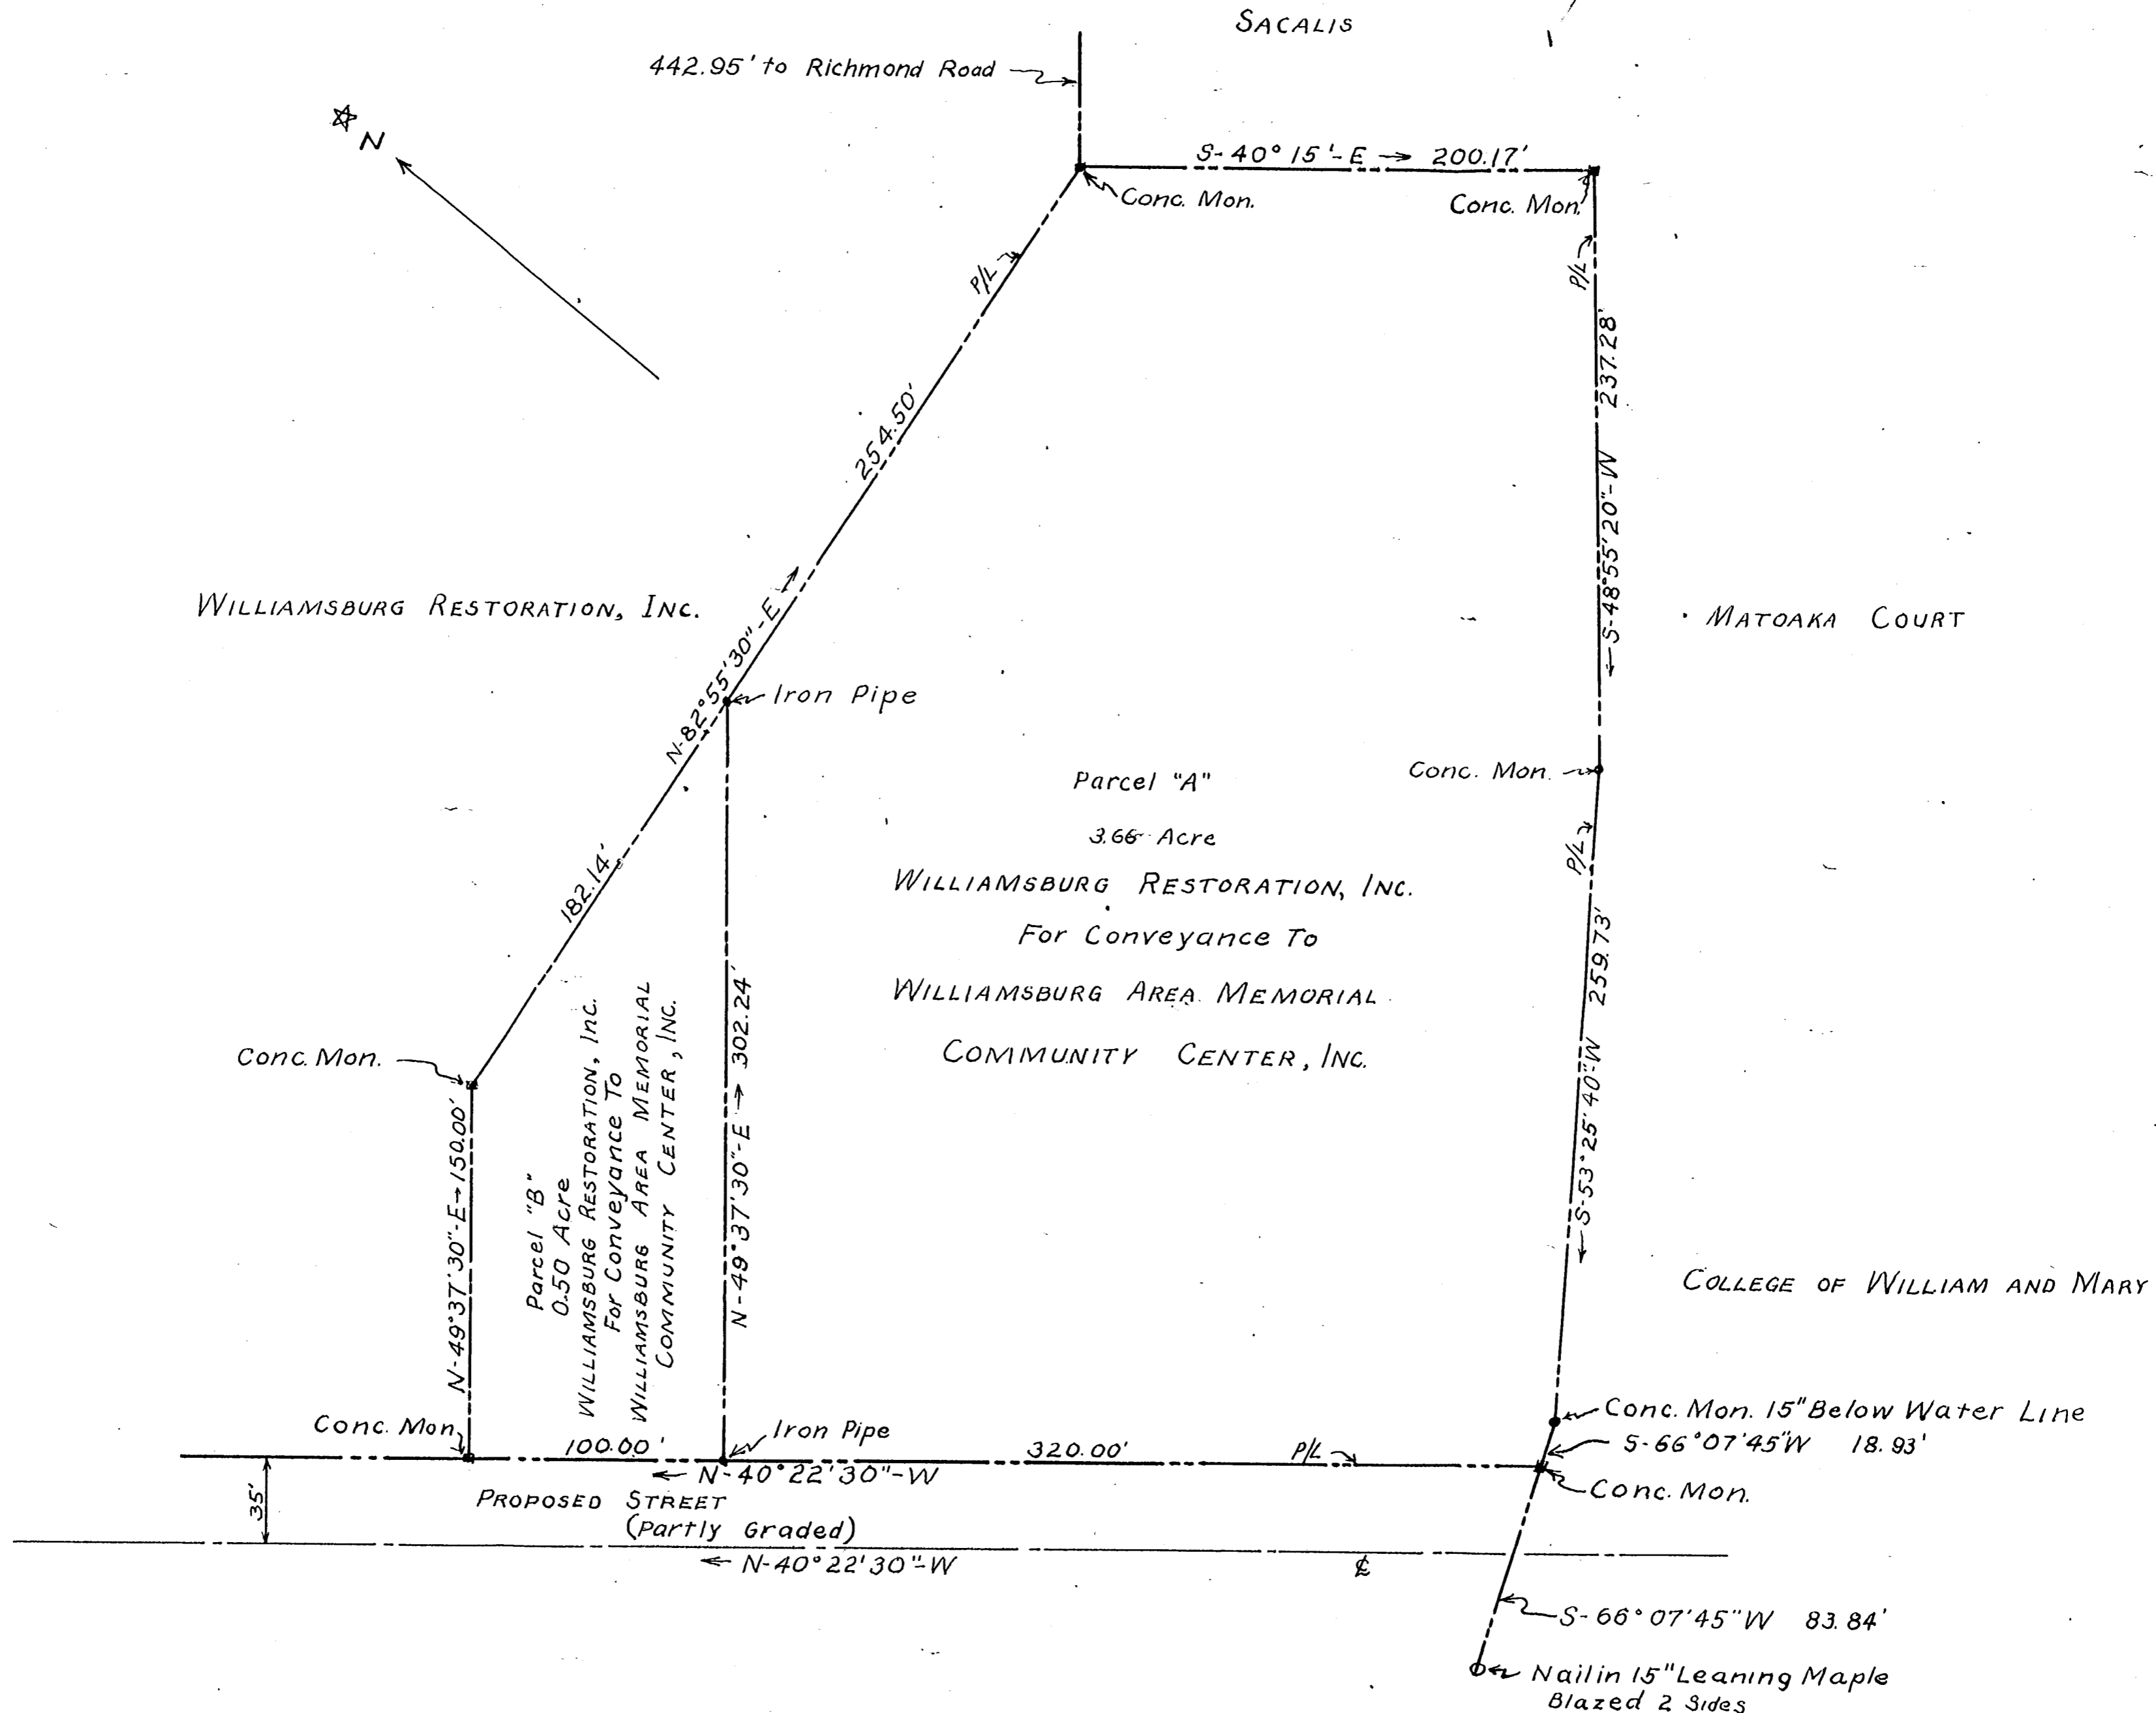 SACALIS
442.95' to Richmond Road
N
S-40° 15'-E → 200.17'
Conc. Mon.
Conc. Mon.
P/L
P/L
237.28'
254.50'
S-48°55'20"-W
WILLIAMSBURG RESTORATION, INC.
MATOAKA COURT
N-82°55'30"-E
Iron Pipe
Conc. Mon.
Parcel "A"
3.66 Acre
WILLIAMSBURG RESTORATION, INC.
For Conveyance To
WILLIAMSBURG AREA MEMORIAL
COMMUNITY CENTER, INC.
P/L
182.14'
259.73'
S-53°25'40"-W
Conc. Mon.
N-49°37'30"-E→150.00'
Parcel "B"
0.50 Acre
WILLIAMSBURG RESTORATION, Inc.
For Conveyance To
WILLIAMSBURG AREA MEMORIAL
COMMUNITY CENTER, INC.
N-49°37'30"-E → 302.24'
COLLEGE OF WILLIAM AND MARY
Conc. Mon.
100.00'
Iron Pipe
320.00'
P/L
Conc. Mon. 15" Below Water Line
S-66°07'45"W 18.93'
Conc. Mon.
← N-40°22'30"-W
35'
PROPOSED STREET
(Partly Graded)
← N-40°22'30"-W
℄
S-66°07'45"W 83.84'
Nail in 15" Leaning Maple
Blazed 2 Sides